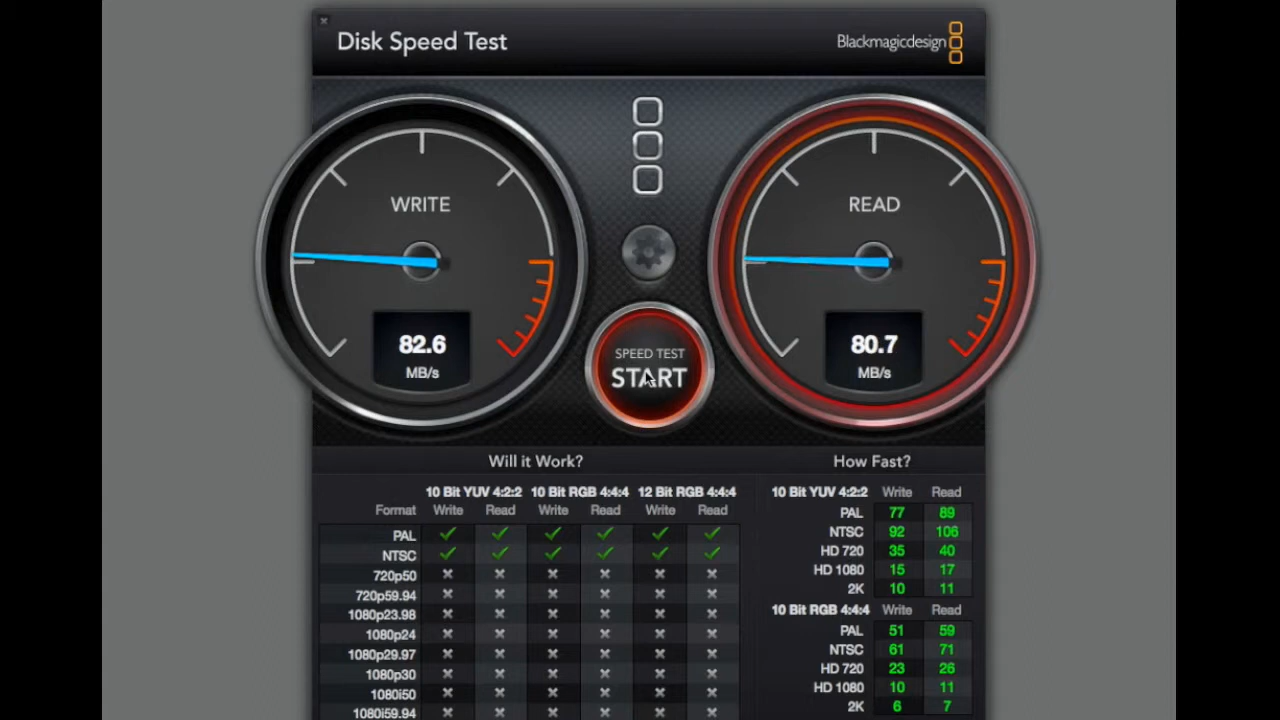 Disk Speed Test
Blackmagicdesign
WRITE
82.6
MB/s
READ
80.7
MB/s
SPEED TEST
START
Will it Work?
10 Bit YUV 4:2:2 10 Bit RGB 4:4:4 12 Bit RGB 4:4:4
Format Write Read Write Read Write Read
PAL
NTSC
720p50
720p59.94
1080p23.98
1080p24
1080p29.97
1080p30
1080i50
1080i59.94
How Fast?
10 Bit YUV 4:2:2 Write Read
PAL 77 89
NTSC 92 106
HD 720 35 40
HD 1080 15 17
2K 10 11
10 Bit RGB 4:4:4 Write Read
PAL 51 59
NTSC 61 71
HD 720 23 26
HD 1080 10 11
2K 6 7